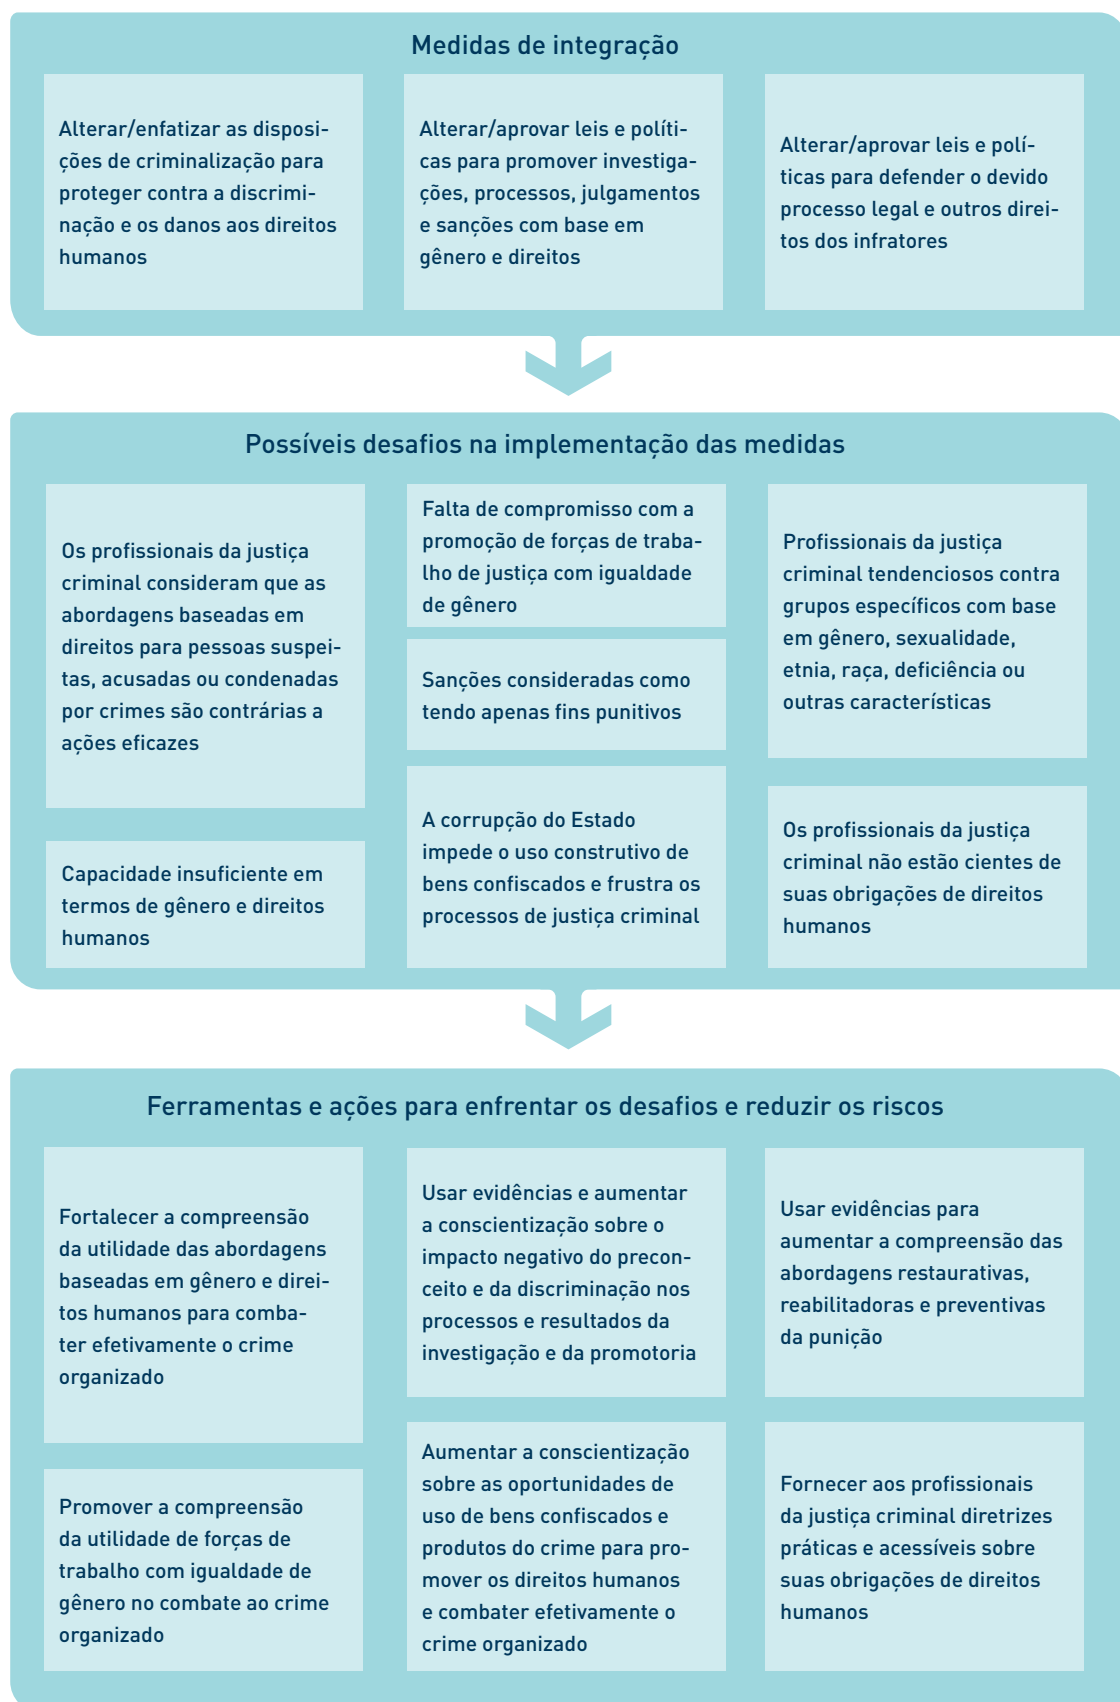 Medidas de integração
Alterar/enfatizar as disposi-
ções de criminalização para
proteger contra a discrimi-
nação e os danos aos direitos
humanos
Alterar/aprovar leis e políti-
cas para promover investiga-
ções, processos, julgamentos
e sanções com base em
gênero e direitos
Alterar/aprovar leis e polí-
ticas para defender o devido
processo legal e outros direi-
tos dos infratores
Possíveis desafios na implementação das medidas
Os profissionais da justiça
criminal consideram que as
abordagens baseadas em
direitos para pessoas suspei-
tas, acusadas ou condenadas
por crimes são contrárias a
ações eficazes
Capacidade insuficiente em
termos de gênero e direitos
humanos
Falta de compromisso com a
promoção de forças de traba-
lho de justiça com igualdade
de gênero
Sanções consideradas como
tendo apenas fins punitivos
A corrupção do Estado
impede o uso construtivo de
bens confiscados e frustra os
processos de justiça criminal
Profissionais da justiça
criminal tendenciosos contra
grupos específicos com base
em gênero, sexualidade,
etnia, raça, deficiência ou
outras características
Os profissionais da justiça
criminal não estão cientes de
suas obrigações de direitos
humanos
Ferramentas e ações para enfrentar os desafios e reduzir os riscos
Fortalecer a compreensão
da utilidade das abordagens
baseadas em gênero e direi-
tos humanos para comba-
ter efetivamente o crime
organizado
Promover a compreensão
da utilidade de forças de
trabalho com igualdade de
gênero no combate ao crime
organizado
Usar evidências e aumentar
a conscientização sobre o
impacto negativo do precon-
ceito e da discriminação nos
processos e resultados da
investigação e da promotoria
Aumentar a conscientização
sobre as oportunidades de
uso de bens confiscados e
produtos do crime para pro-
mover os direitos humanos
e combater efetivamente o
crime organizado
Usar evidências para
aumentar a compreensão das
abordagens restaurativas,
reabilitadoras e preventivas
da punição
Fornecer aos profissionais
da justiça criminal diretrizes
práticas e acessíveis sobre
suas obrigações de direitos
humanos